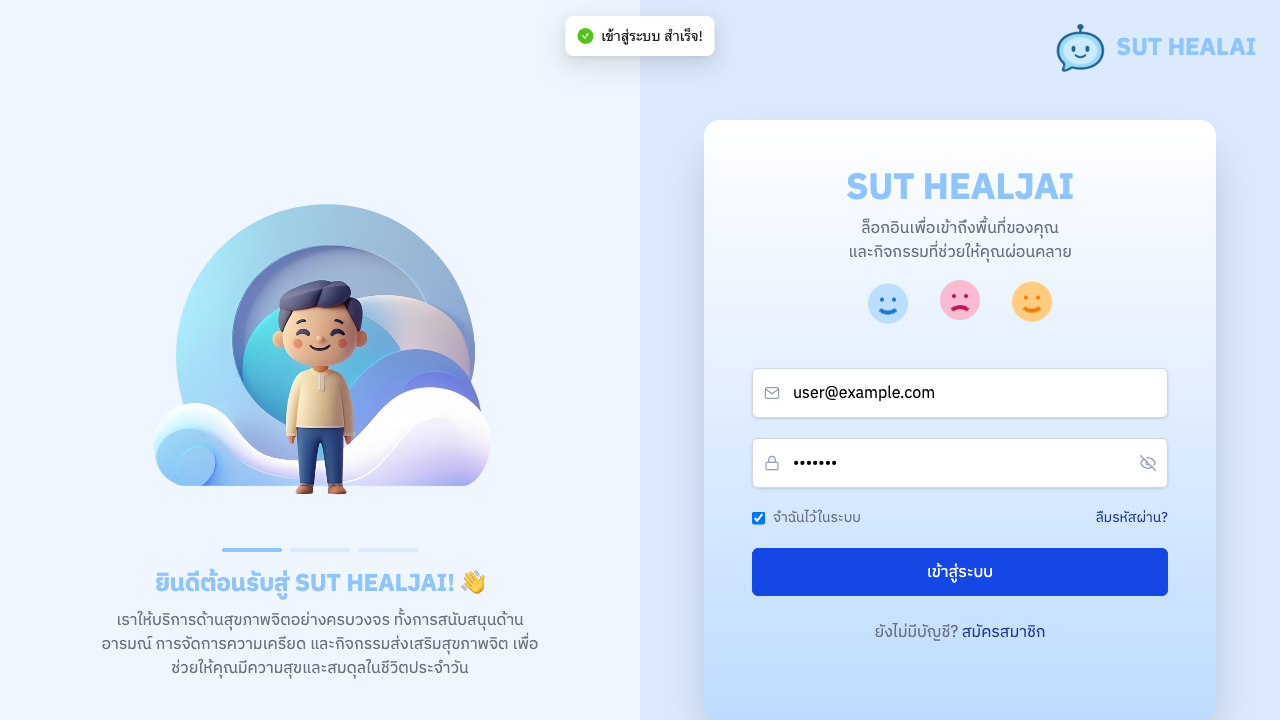 เข้าสู่ระบบ สำเร็จ!
SUT HEALAI
SUT HEALJAI
ล็อกอินเพื่อเข้าถึงพื้นที่ของคุณ
และกิจกรรมที่ช่วยให้คุณผ่อนคลาย
user@example.com
•••••••
จำฉันไว้ในระบบ
ลืมรหัสผ่าน?
เข้าสู่ระบบ
ยังไม่มีบัญชี? สมัครสมาชิก
ยินดีต้อนรับสู่ SUT HEALJAI! 👋
เราให้บริการด้านสุขภาพจิตอย่างครบวงจร ทั้งการสนับสนุนด้าน
อารมณ์ การจัดการความเครียด และกิจกรรมส่งเสริมสุขภาพจิต เพื่อ
ช่วยให้คุณมีความสุขและสมดุลในชีวิตประจำวัน